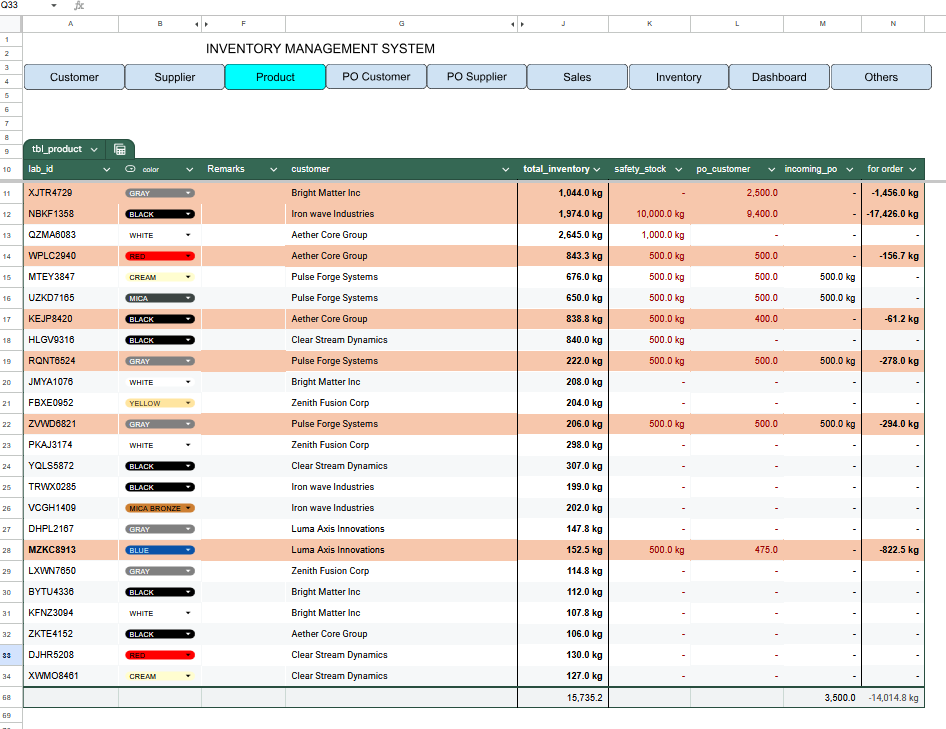 Q33 fx
A B F G J K L M N
1
2 INVENTORY MANAGEMENT SYSTEM
3
4 Customer Supplier Product PO Customer PO Supplier Sales Inventory Dashboard Others
5
6
7
8
9 tbl_product
10 lab_id color Remarks customer total_inventory safety_stock po_customer incoming_po for order
11 XJTR4729 GRAY Bright Matter Inc 1,044.0 kg - 2,500.0 - -1,456.0 kg
12 NBKF1358 BLACK Iron wave Industries 1,974.0 kg 10,000.0 kg 9,400.0 - -17,426.0 kg
13 QZMA6083 WHITE Aether Core Group 2,645.0 kg 1,000.0 kg - - -
14 WPLC2940 RED Aether Core Group 843.3 kg 500.0 kg 500.0 - -156.7 kg
15 MTEY3847 CREAM Pulse Forge Systems 676.0 kg 500.0 kg 500.0 500.0 kg -
16 UZKD7165 MICA Pulse Forge Systems 650.0 kg 500.0 kg 500.0 500.0 kg -
17 KEJP8420 BLACK Aether Core Group 838.8 kg 500.0 kg 400.0 - -61.2 kg
18 HLGV9316 BLACK Clear Stream Dynamics 840.0 kg 500.0 kg - - -
19 RQNT6524 GRAY Pulse Forge Systems 222.0 kg 500.0 kg 500.0 500.0 kg -278.0 kg
20 JMYA1076 WHITE Bright Matter Inc 208.0 kg - - - -
21 FBXE0952 YELLOW Zenith Fusion Corp 204.0 kg - - - -
22 ZVWD6821 GRAY Pulse Forge Systems 206.0 kg 500.0 kg 500.0 500.0 kg -294.0 kg
23 PKAJ3174 WHITE Zenith Fusion Corp 298.0 kg - - - -
24 YQLS5872 BLACK Clear Stream Dynamics 307.0 kg - - - -
25 TRWX0285 BLACK Iron wave Industries 199.0 kg - - - -
26 VCGH1409 MICA BRONZE Iron wave Industries 202.0 kg - - - -
27 DHPL2167 GRAY Luma Axis Innovations 147.8 kg - - - -
28 MZKC8913 BLUE Luma Axis Innovations 152.5 kg 500.0 kg 475.0 - -822.5 kg
29 LXWN7650 GRAY Zenith Fusion Corp 114.8 kg - - - -
30 BYTU4336 BLACK Bright Matter Inc 112.0 kg - - - -
31 KFNZ3094 WHITE Bright Matter Inc 107.8 kg - - - -
32 ZKTE4152 BLACK Aether Core Group 106.0 kg - - - -
33 DJHR5208 RED Clear Stream Dynamics 130.0 kg - - - -
34 XWMO8461 CREAM Clear Stream Dynamics 127.0 kg - - - -
68 15,735.2 3,500.0 -14,014.8 kg
69